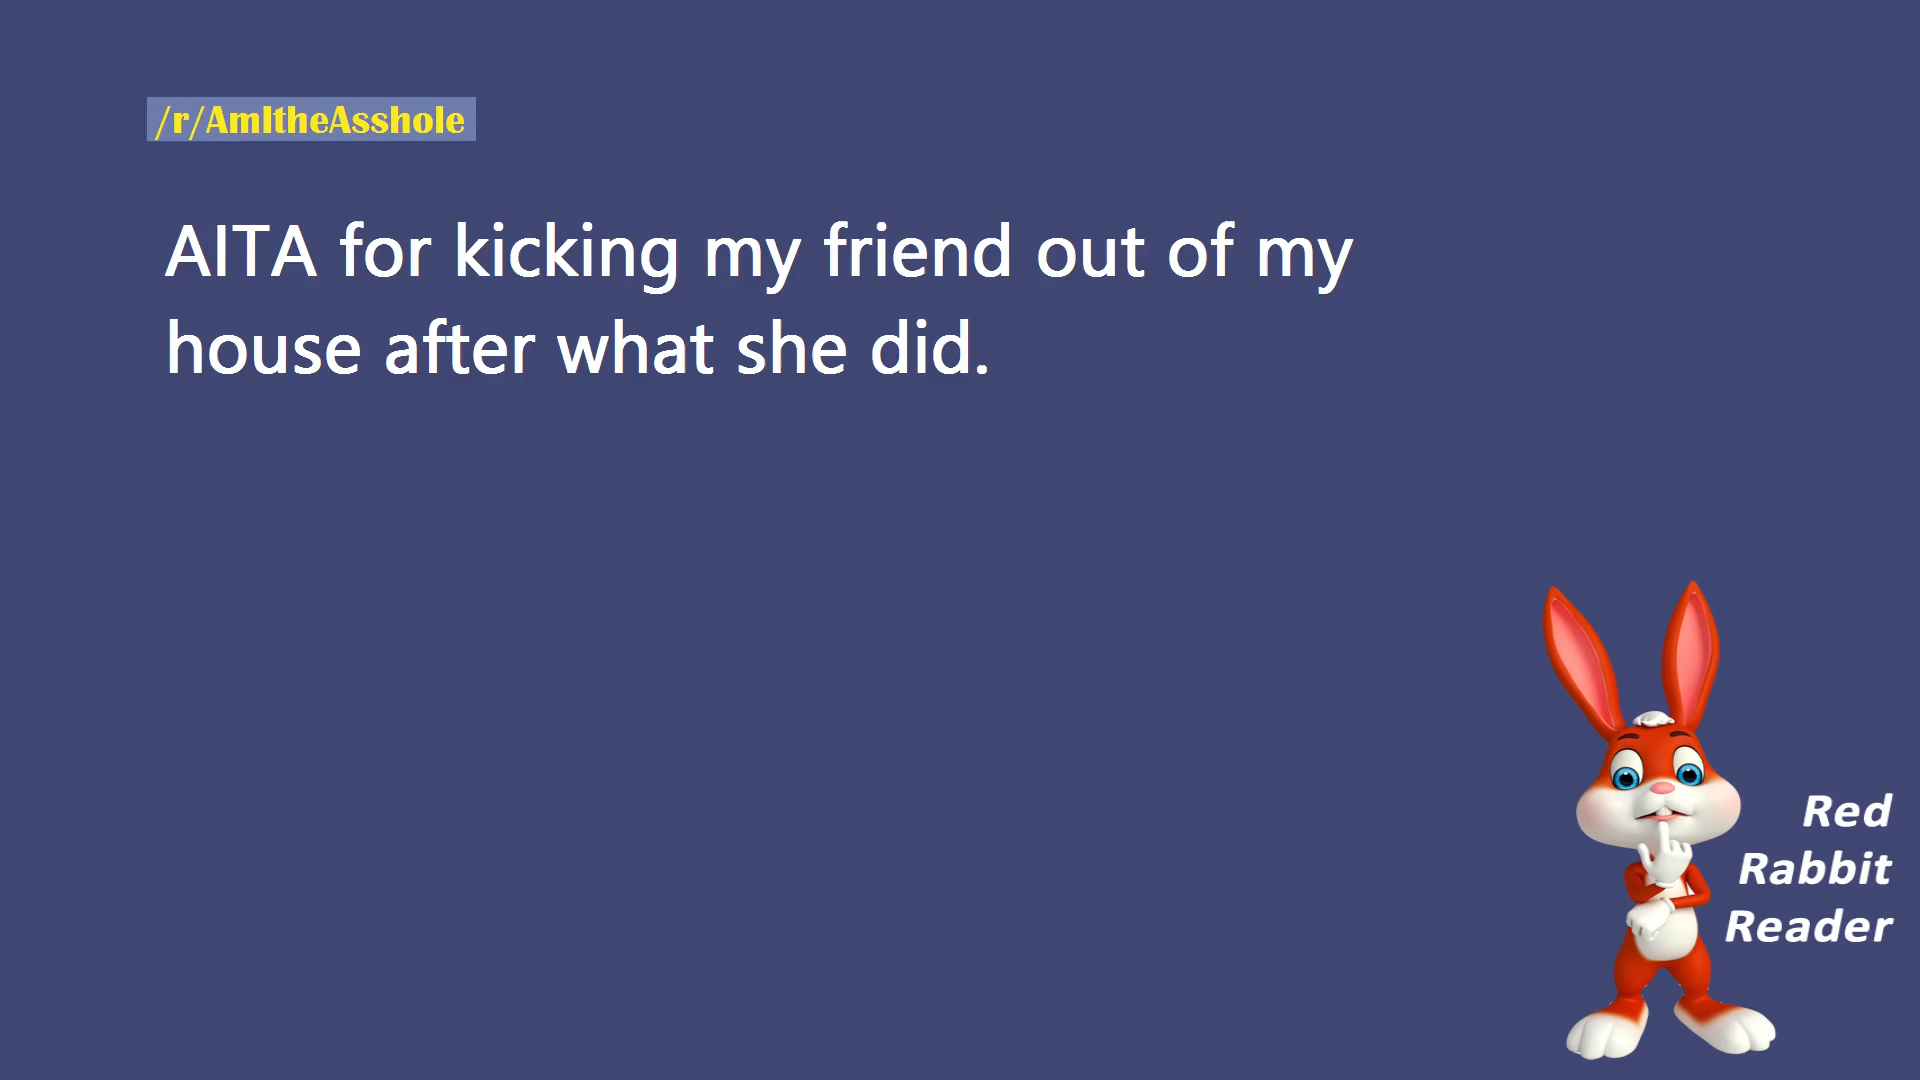 /r/AmItheAsshole
AITA for kicking my friend out of my
house after what she did.
Red
Rabbit
Reader